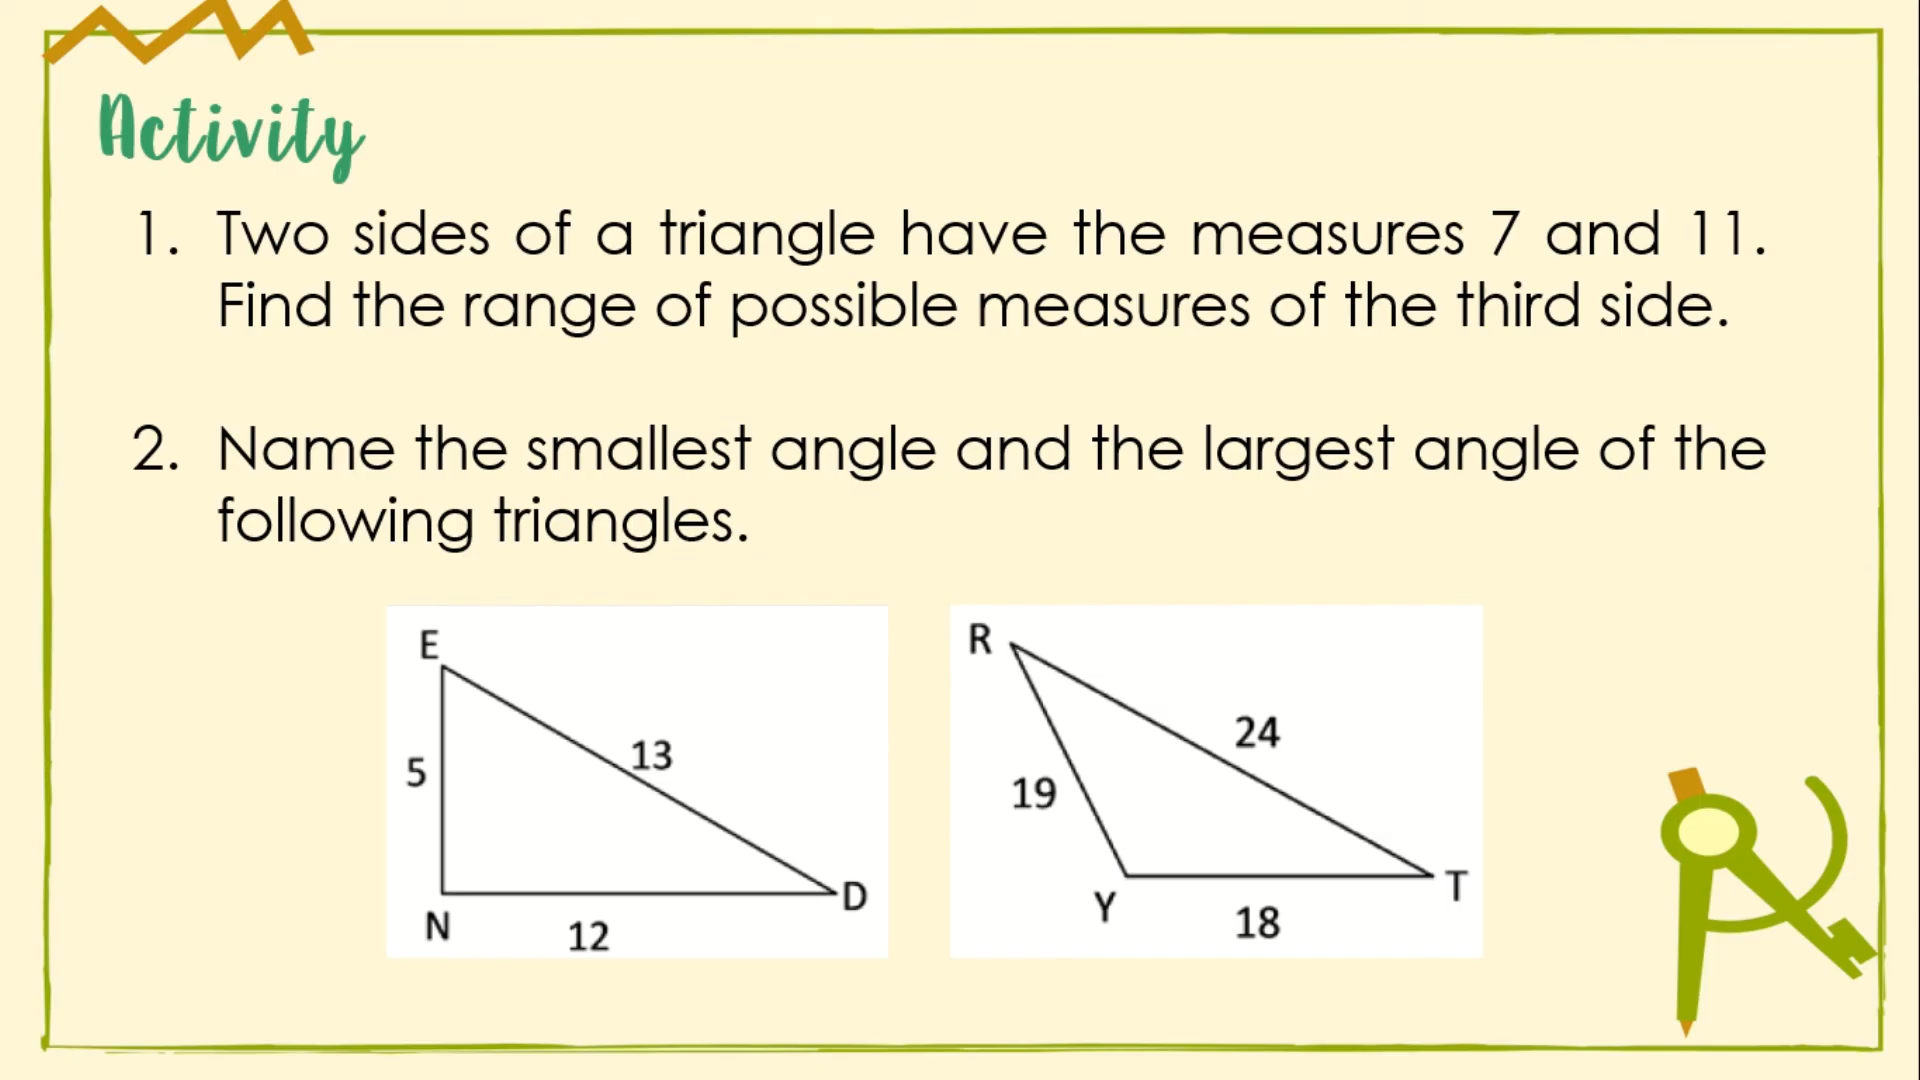 Activity
1. Two sides of a triangle have the measures 7 and 11.
Find the range of possible measures of the third side.
2. Name the smallest angle and the largest angle of the
following triangles.
E
5
13
N
12
D
R
24
19
Y
18
T